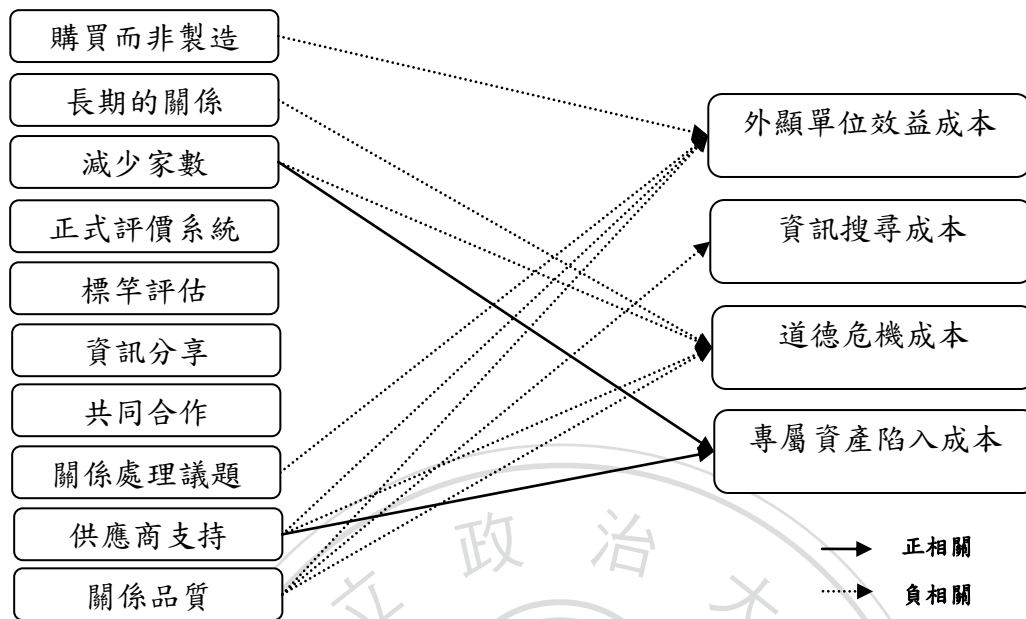 購買而非製造
長期的關係
減少家數
正式評價系統
標竿評估
資訊分享
共同合作
關係處理議題
供應商支持
關係品質
外顯單位效益成本
資訊搜尋成本
道德危機成本
專屬資產陷入成本
正相關
負相關
立政治大